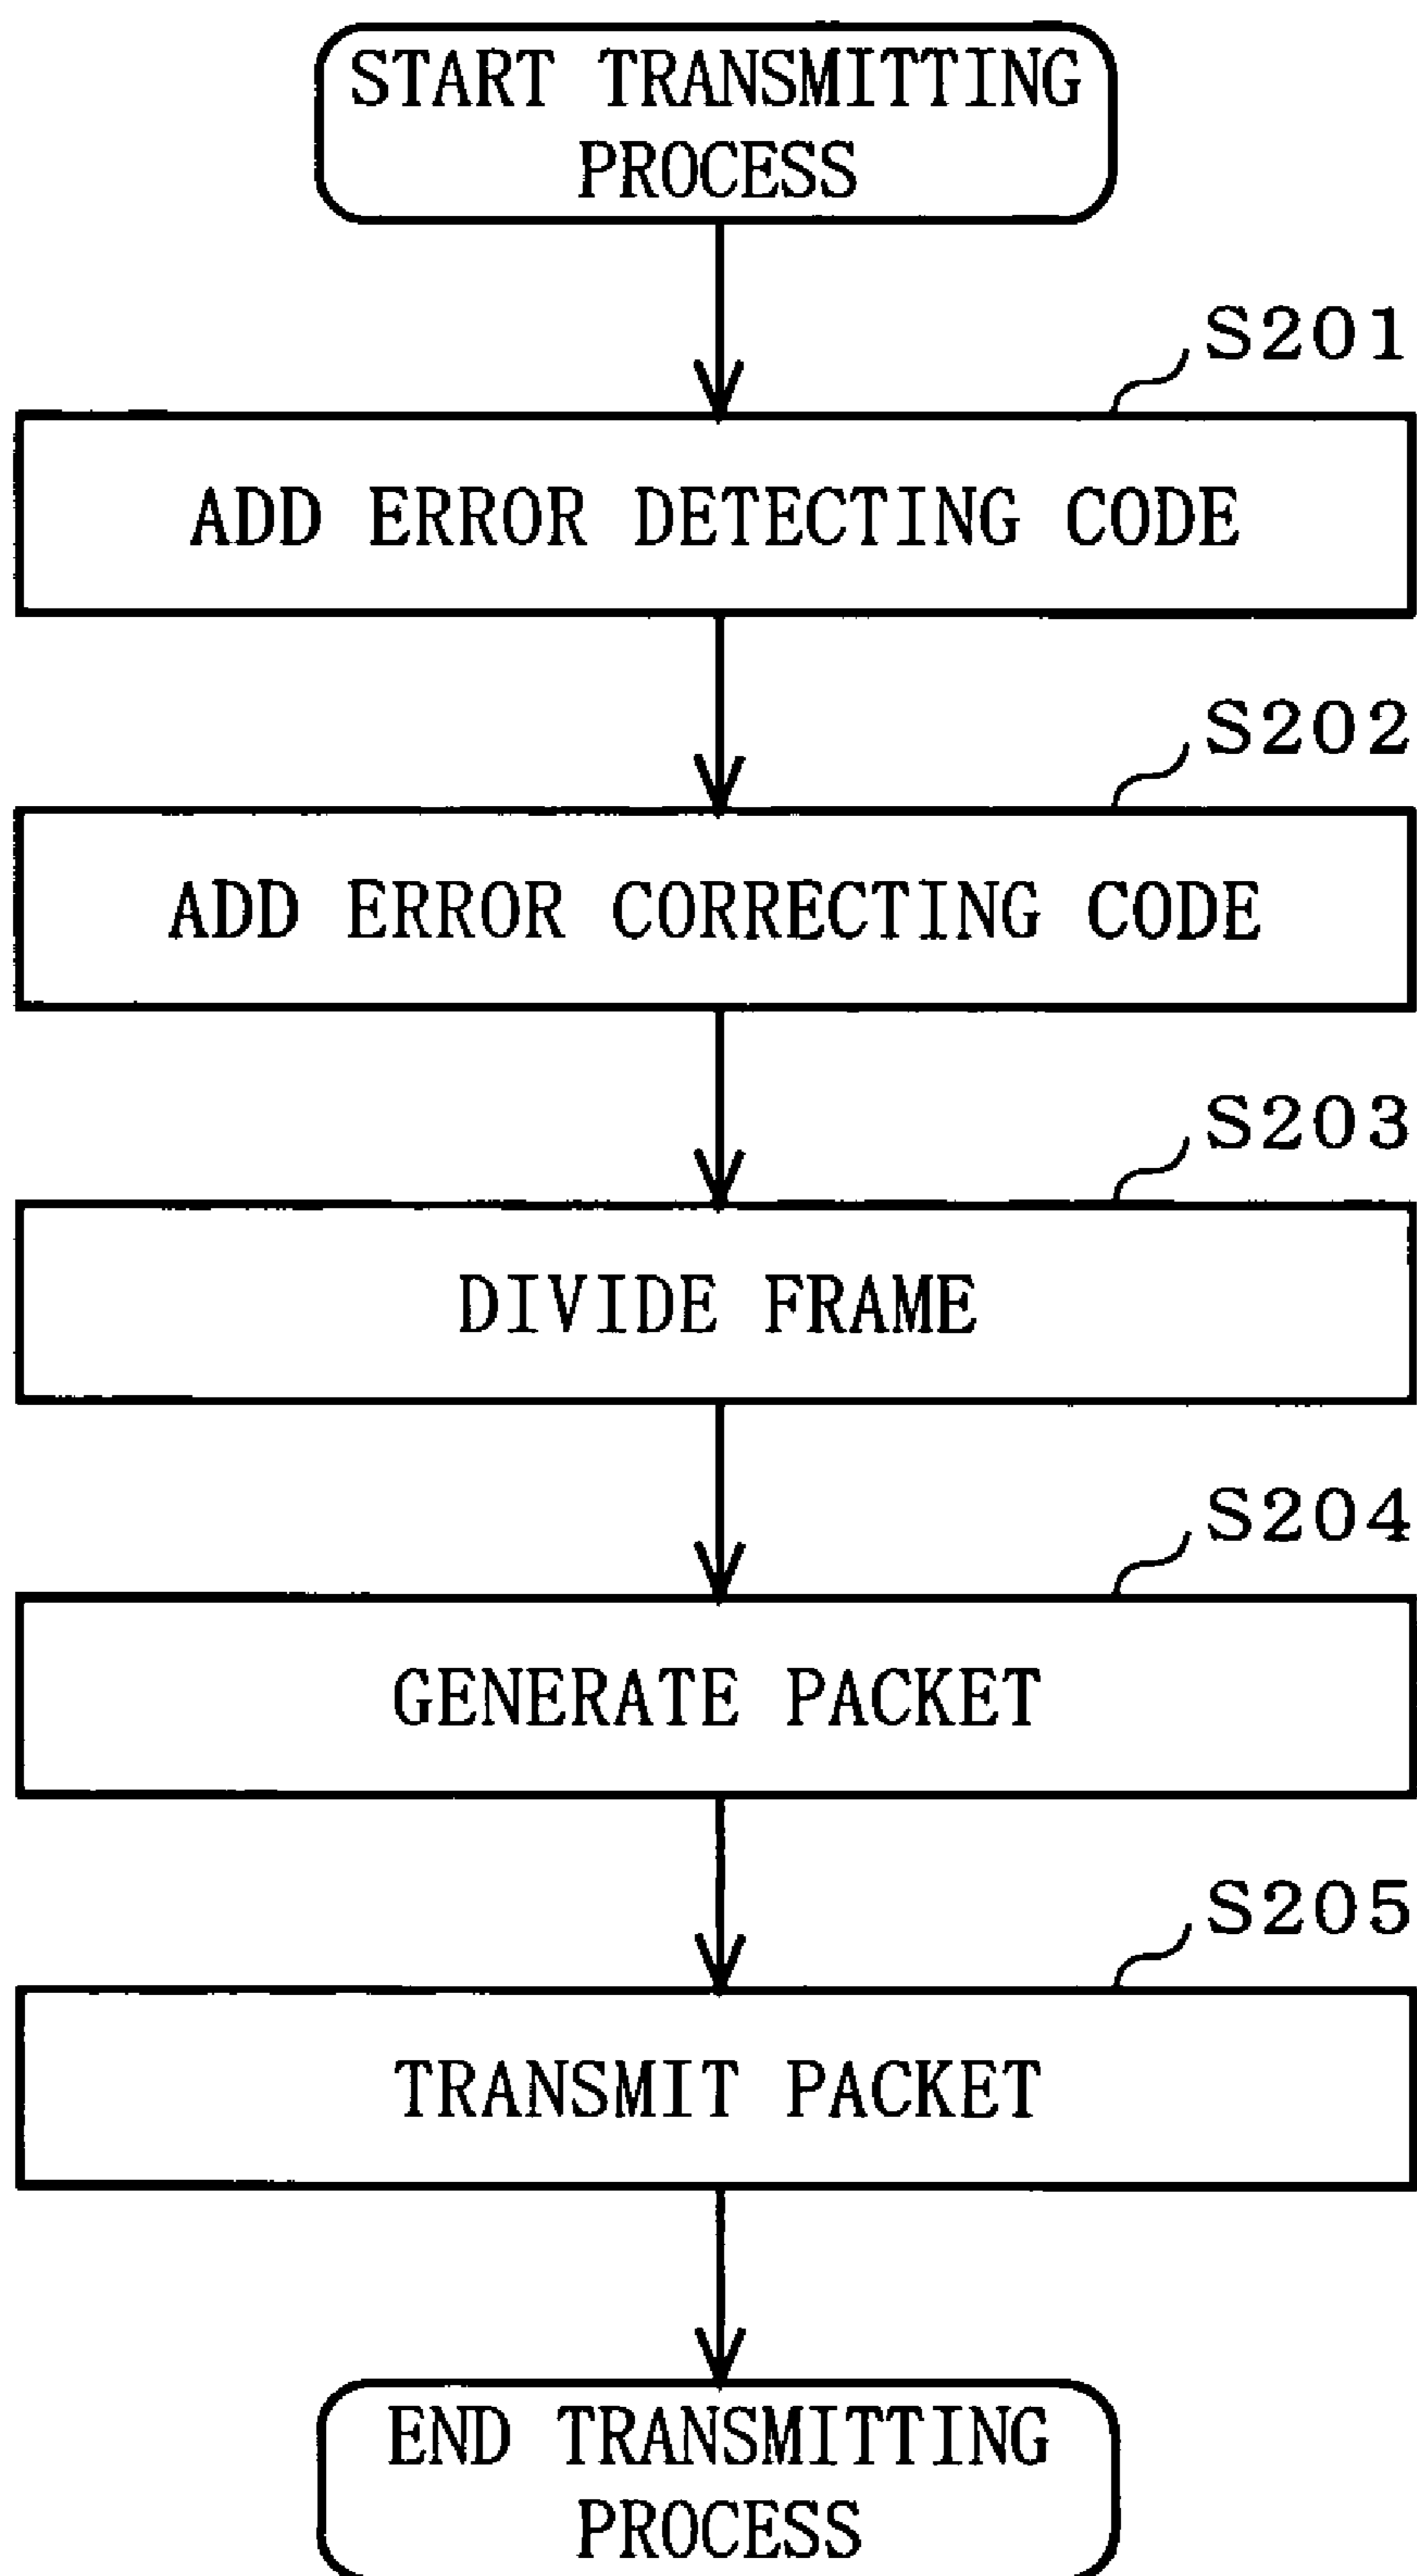 START TRANSMITTING
PROCESS
S201
ADD ERROR DETECTING CODE
S202
ADD ERROR CORRECTING CODE
S203
DIVIDE FRAME
S204
GENERATE PACKET
S205
TRANSMIT PACKET
END TRANSMITTING
PROCESS